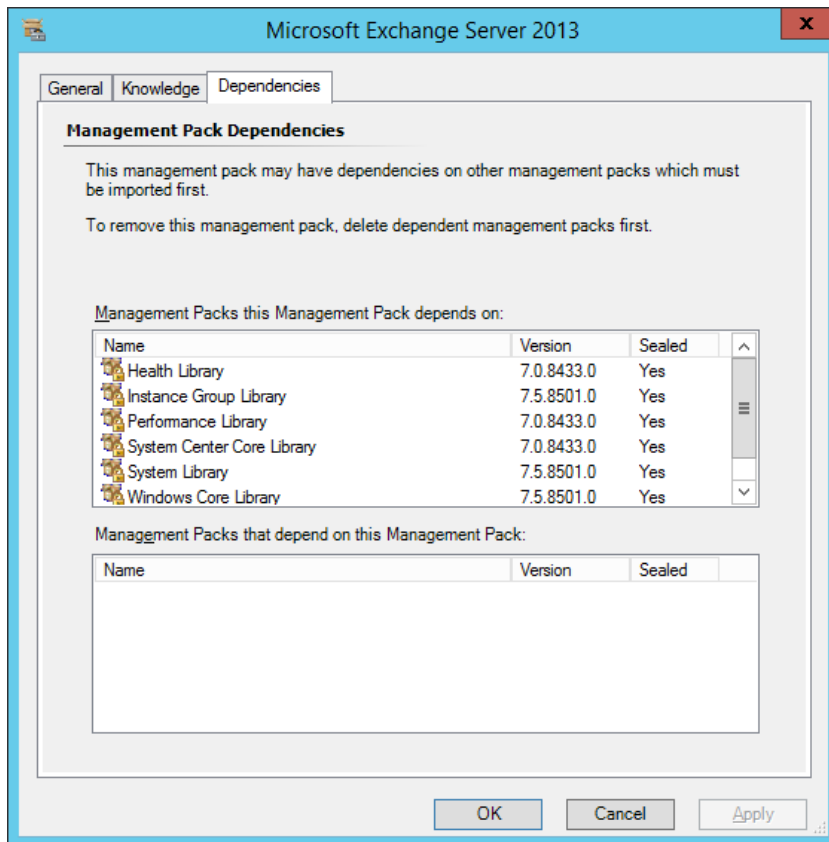 Microsoft Exchange Server 2013
x
General Knowledge Dependencies
Management Pack Dependencies
This management pack may have dependencies on other management packs which must
be imported first.
To remove this management pack, delete dependent management packs first.
Management Packs this Management Pack depends on:
Name Version Sealed
Health Library 7.0.8433.0 Yes
Instance Group Library 7.5.8501.0 Yes
Performance Library 7.0.8433.0 Yes
System Center Core Library 7.0.8433.0 Yes
System Library 7.5.8501.0 Yes
Windows Core Library 7.5.8501.0 Yes
Management Packs that depend on this Management Pack:
Name Version Sealed
OK Cancel Apply